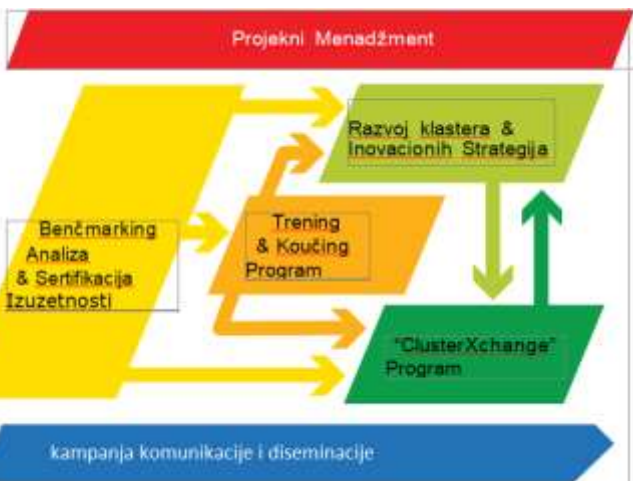 Projekni Menadžment
Razvoj klastera &
Inovacionih Strategija
Trening
& Koučing
Program
Benčmarking
Analiza
& Sertifikacija
Izuzetnosti
"ClusterXchange"
Program
kampanja komunikacije i diseminacije